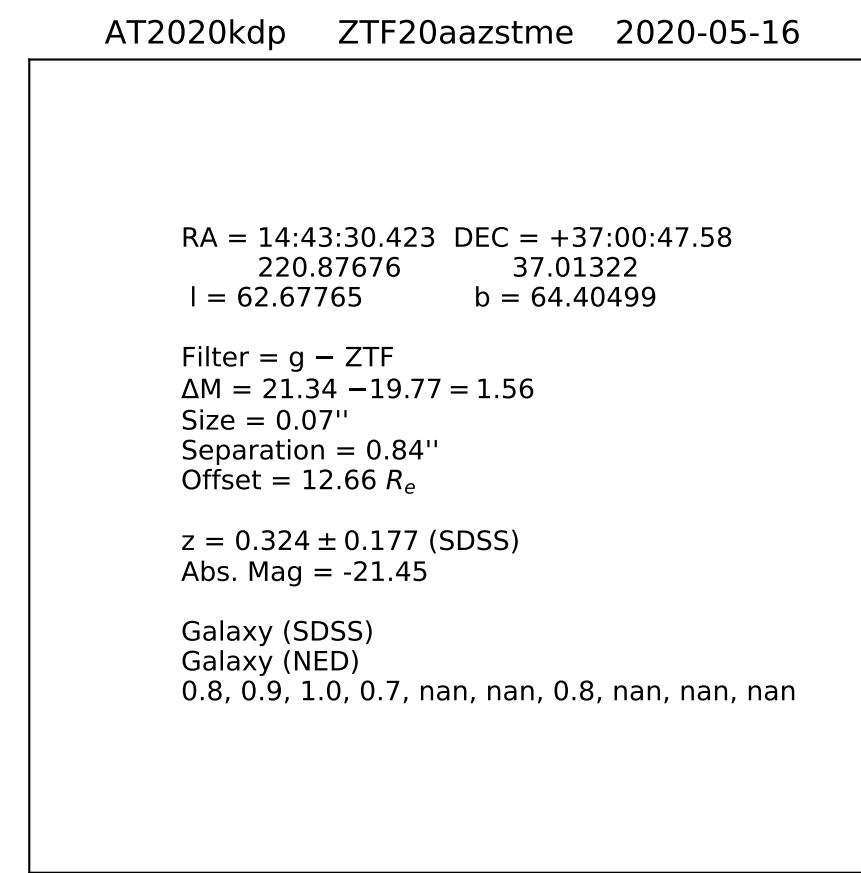 AT2020kdp ZTF20aazstme 2020-05-16
RA = 14:43:30.423 DEC = +37:00:47.58
220.87676 37.01322
l = 62.67765 b = 64.40499
Filter = g − ZTF
ΔM = 21.34 −19.77 = 1.56
Size = 0.07''
Separation = 0.84''
Offset = 12.66 Rₑ
z = 0.324 ± 0.177 (SDSS)
Abs. Mag = -21.45
Galaxy (SDSS)
Galaxy (NED)
0.8, 0.9, 1.0, 0.7, nan, nan, 0.8, nan, nan, nan